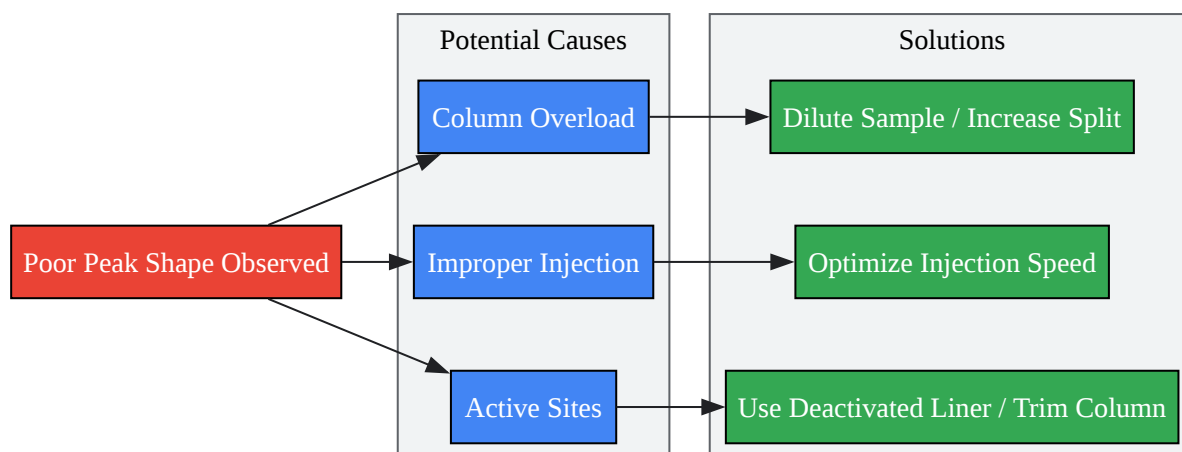 Potential Causes
Solutions
Column Overload
Dilute Sample / Increase Split
Poor Peak Shape Observed
Improper Injection
Optimize Injection Speed
Active Sites
Use Deactivated Liner / Trim Column